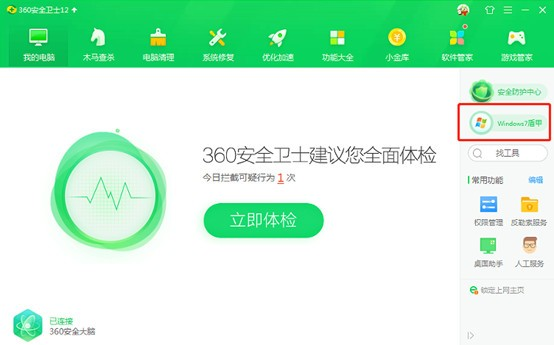 360安全卫士12
我的电脑
木马查杀
电脑清理
系统修复
优化加速
功能大全
小金库
软件管家
游戏管家
安全防护中心
Windows7盾甲
找工具
360安全卫士建议您全面体检
今日拦截可疑行为 1 次
立即体检
常用功能 编辑
权限管理 反勒索服务
桌面助手 人工服务
锁定上网主页
已连接
360安全大脑